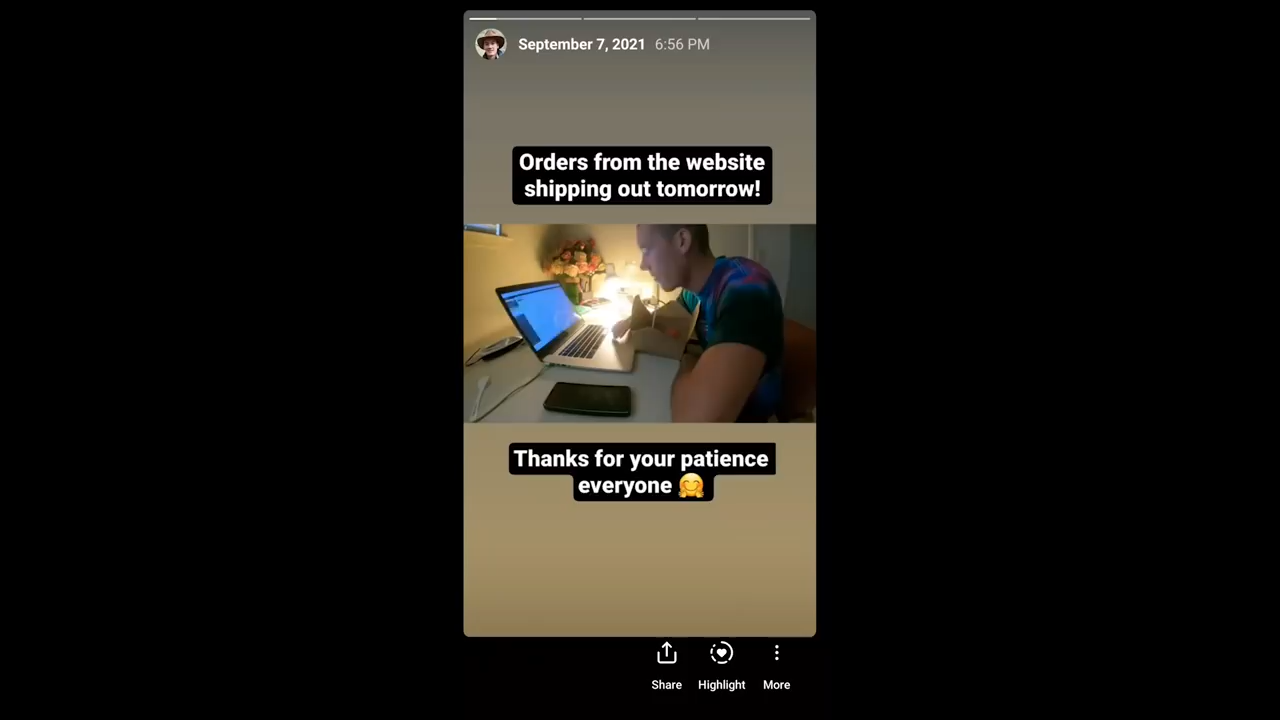 September 7, 2021 6:56 PM
Orders from the website
shipping out tomorrow!
Thanks for your patience
everyone 🤗
Share Highlight More